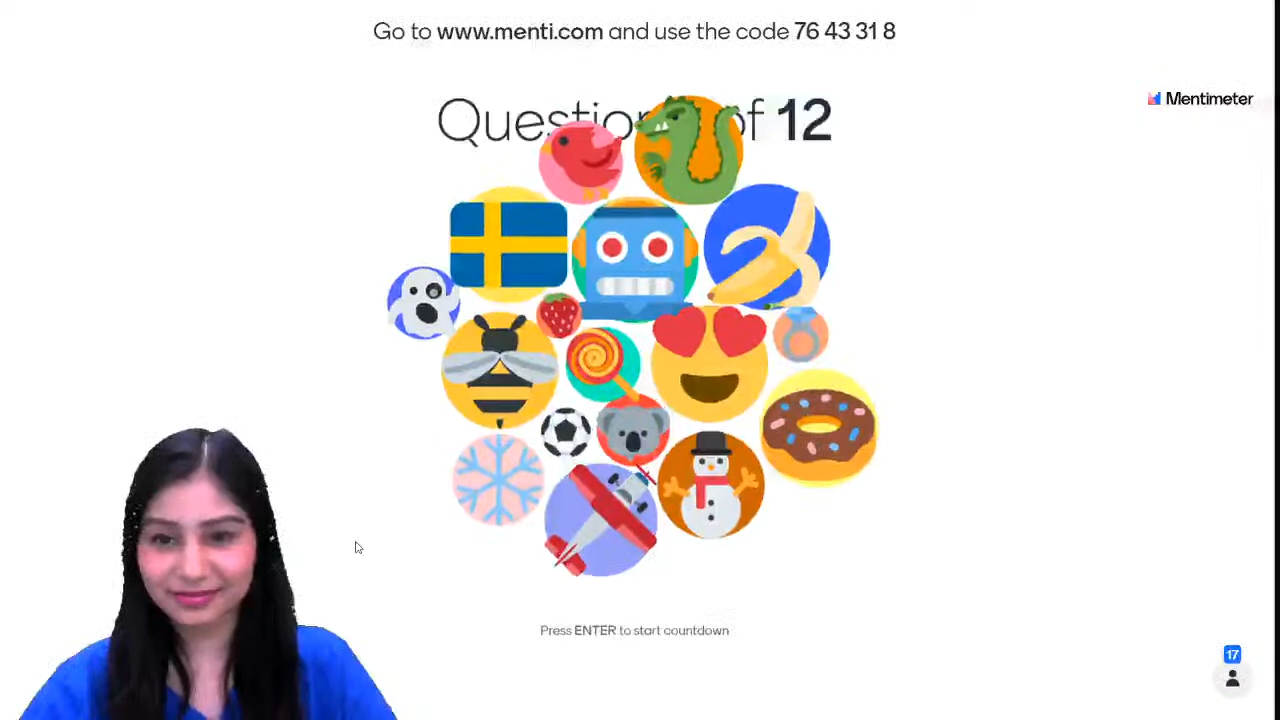 Go to www.menti.com and use the code 76 43 31 8
Mentimeter
Question of 12
Press ENTER to start countdown
17